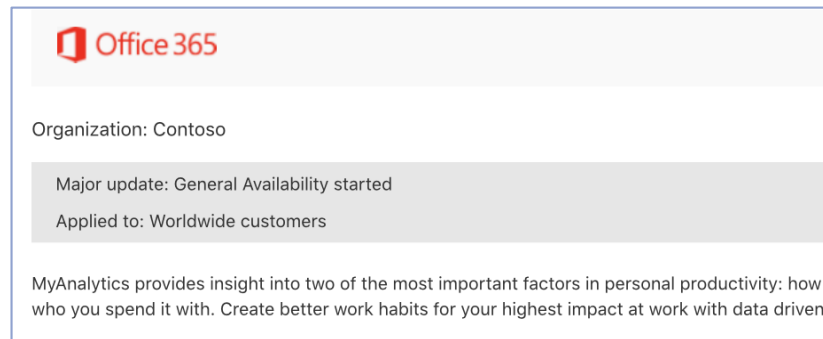 Office 365
Organization: Contoso
Major update: General Availability started
Applied to: Worldwide customers
MyAnalytics provides insight into two of the most important factors in personal productivity: how
who you spend it with. Create better work habits for your highest impact at work with data driven